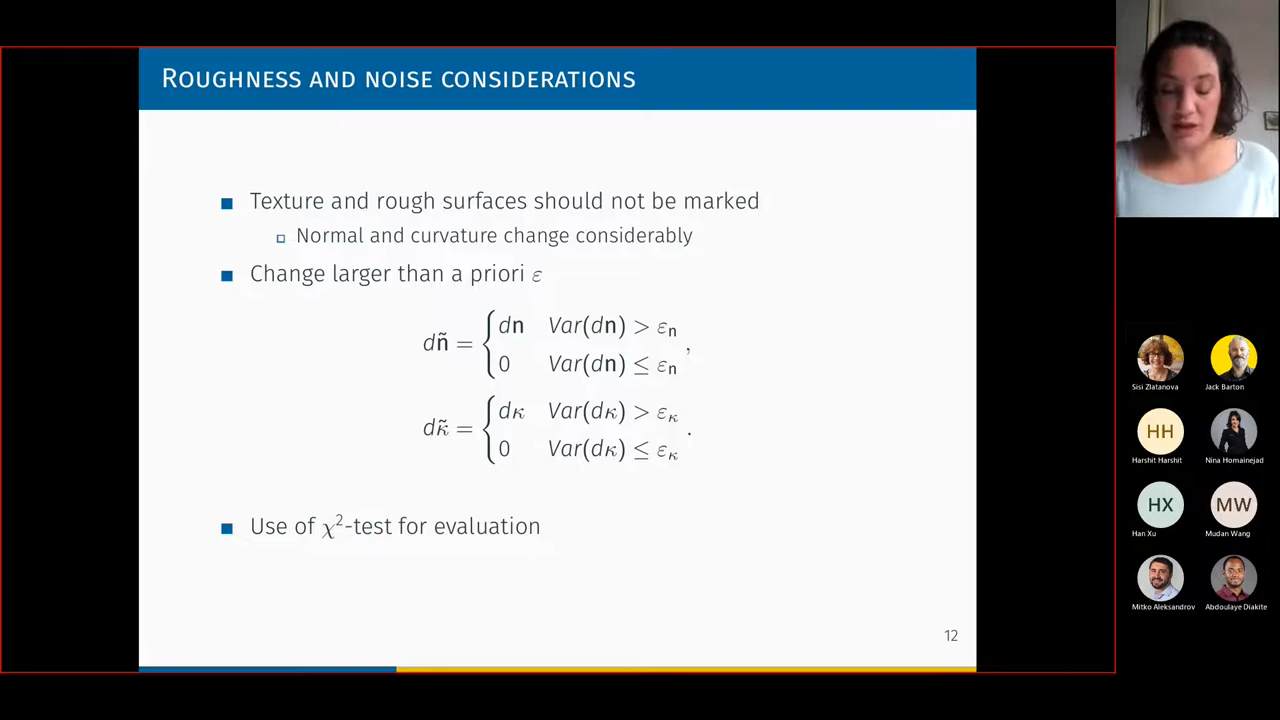 ROUGHNESS AND NOISE CONSIDERATIONS
Texture and rough surfaces should not be marked
Normal and curvature change considerably
Change larger than a priori ε
dñ = { dn Var(dn) > εn
0 Var(dn) ≤ εn ,
dκ̃ = { dκ Var(dκ) > εκ
0 Var(dκ) ≤ εκ .
Use of χ²-test for evaluation
12
Sisi Zlatanova
Jack Barton
HH
Harshit Harshit
Nina Homainejad
HX
MW
Han Xu
Mudan Wang
Mitko Aleksandrov
Abdoulaye Diakite